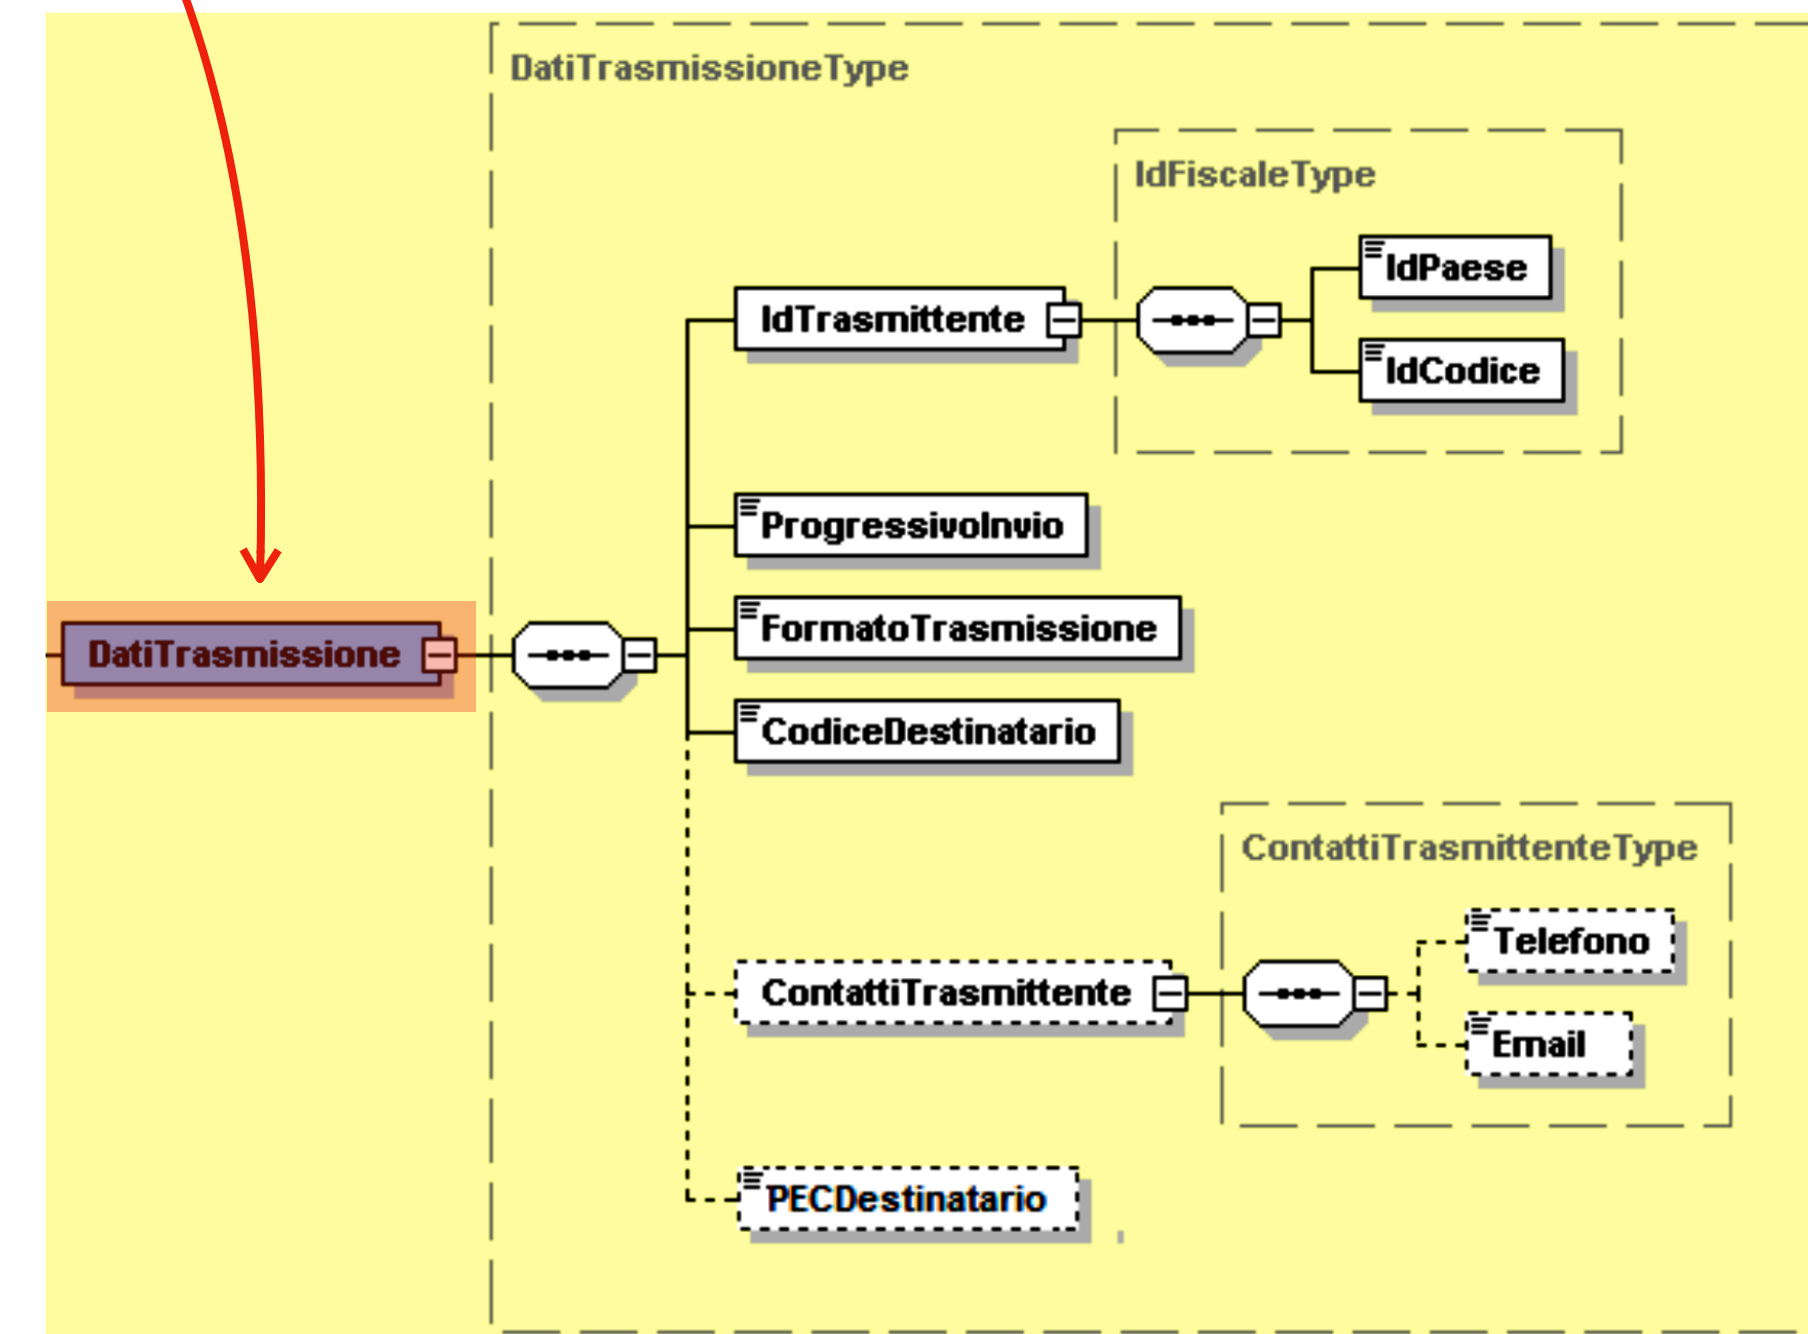 DatiTrasmissioneType
IdFiscaleType
IdPaese
IdTrasmittente
IdCodice
ProgressivoInvio
FormatoTrasmissione
DatiTrasmissione
CodiceDestinatario
ContattiTrasmittenteType
Telefono
ContattiTrasmittente
Email
PECDestinatario